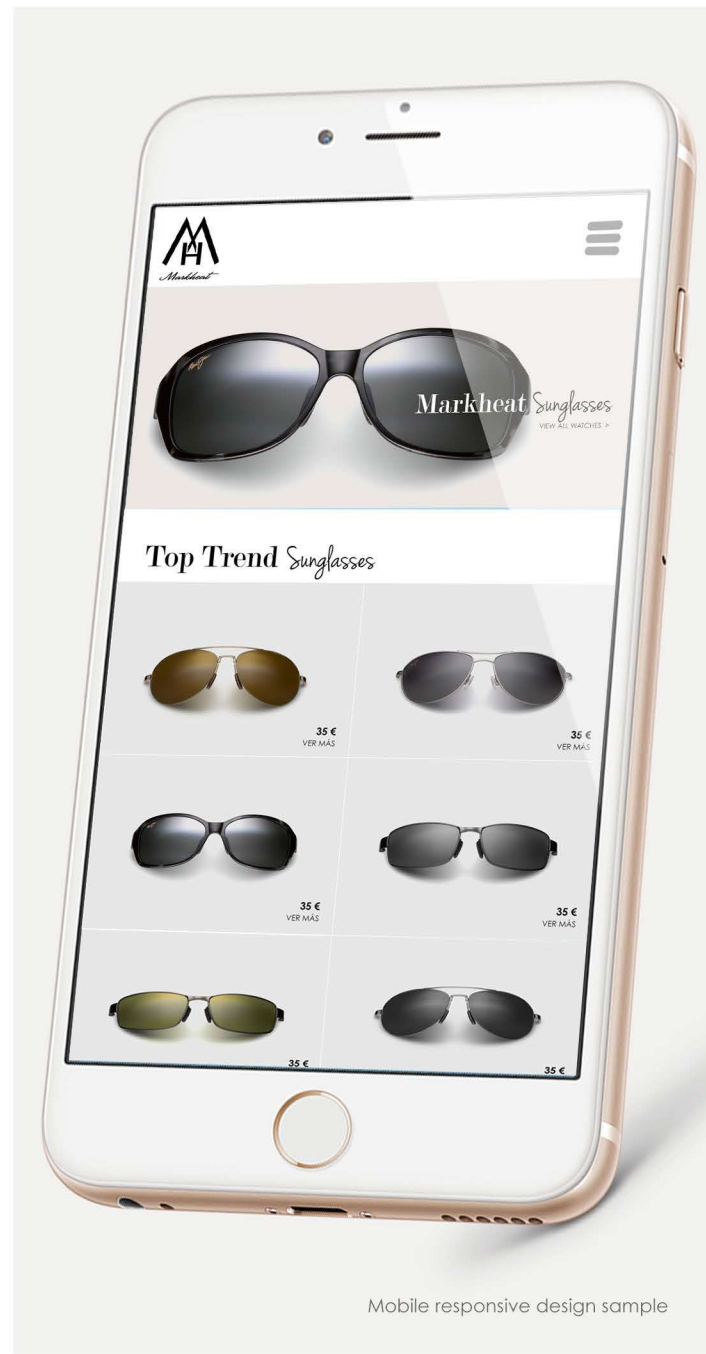 MH
Markheat
Markheat Sunglasses
VIEW ALL WATCHES >
Top Trend Sunglasses
35 €
VER MÁS
35 €
VER MÁS
35 €
VER MÁS
35 €
VER MÁS
35 €
35 €
Mobile responsive design sample